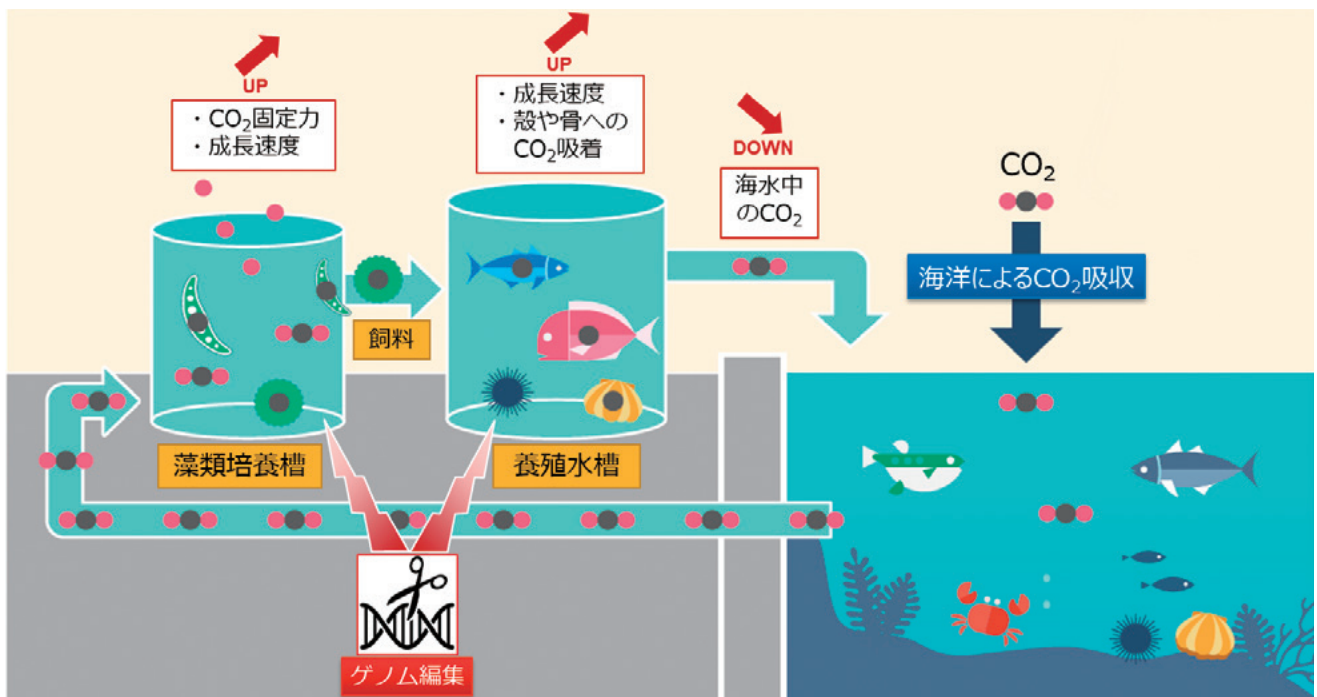 UP
・CO₂固定力
・成長速度
UP
・成長速度
・殻や骨への
CO₂吸着
DOWN
海水中
のCO₂
CO₂
海洋によるCO₂吸収
飼料
藻類培養槽
養殖水槽
ゲノム編集